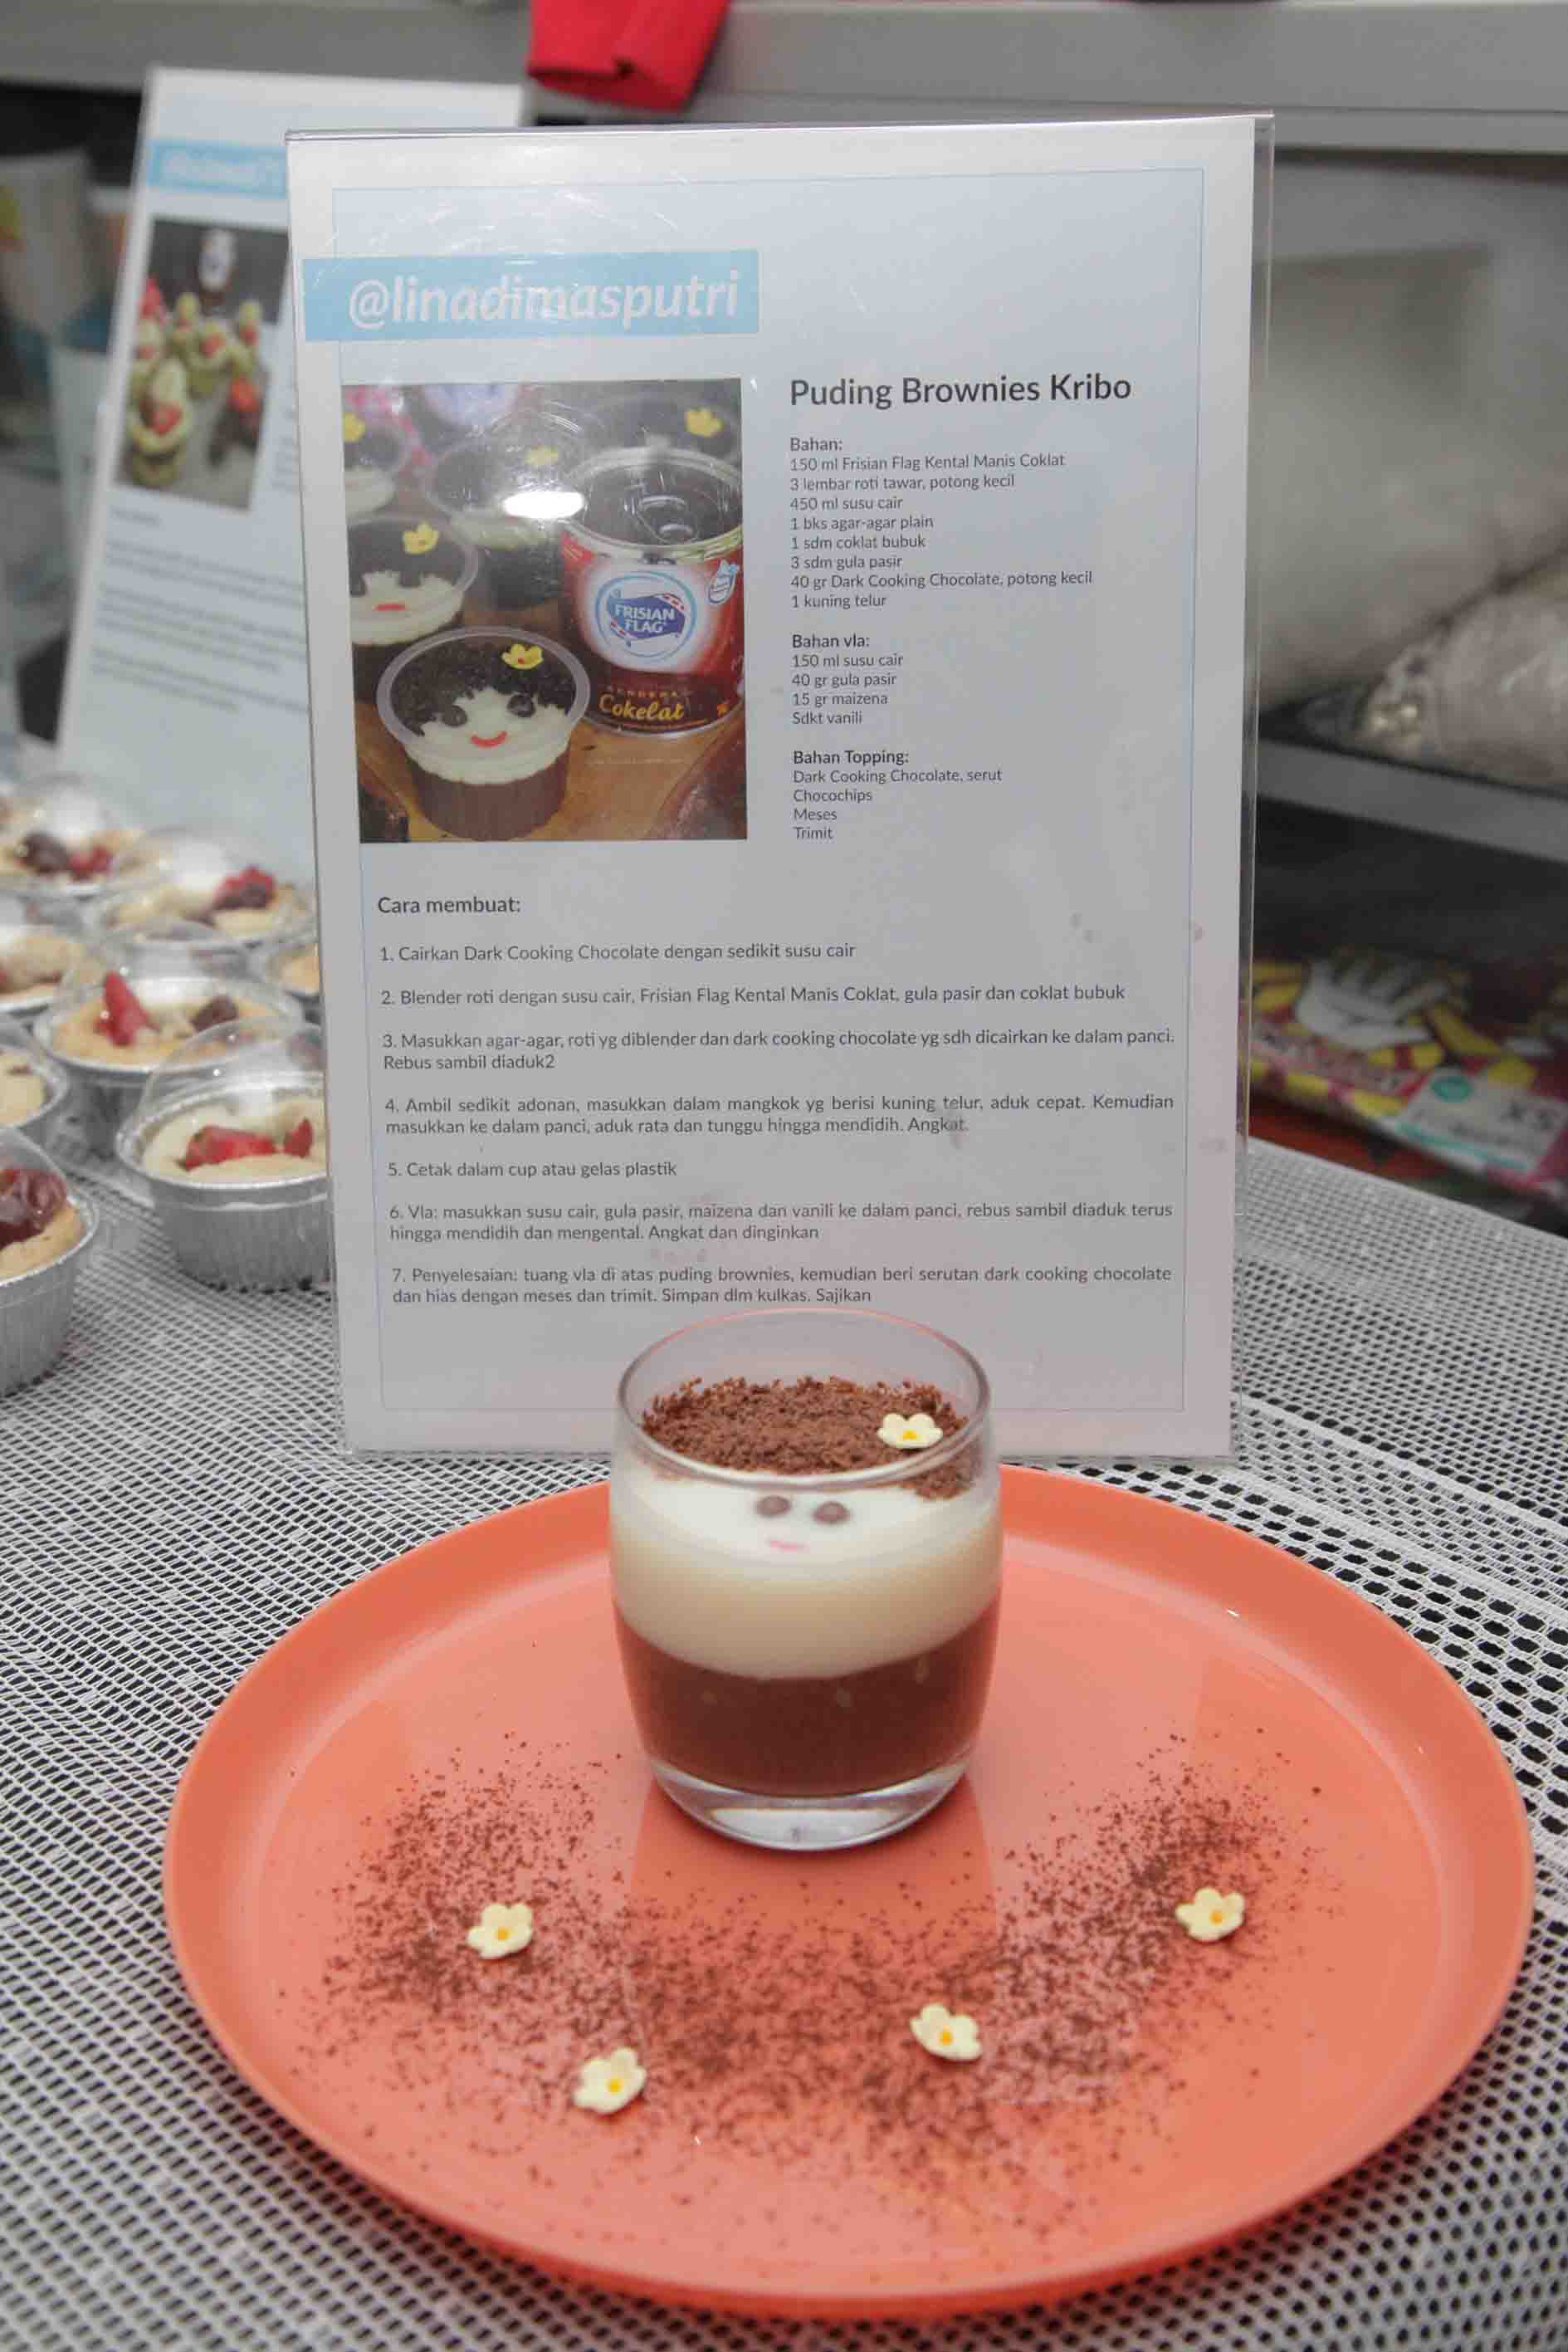 @linadimasputri
Puding Brownies Kribo
Bahan:
150 ml Frisian Flag Kental Manis Coklat
3 lembar roti tawar, potong kecil
450 ml susu cair
1 bks agar-agar plain
1 sdm coklat bubuk
3 sdm gula pasir
40 gr Dark Cooking Chocolate, potong kecil
1 kuning telur
Bahan vla:
150 ml susu cair
40 gr gula pasir
15 gr maizena
Sdkt vanili
Bahan Topping:
Dark Cooking Chocolate, serut
Chocochips
Meses
Trimit
FRISIAN
FLAG
Cokelat
Cara membuat:
1. Cairkan Dark Cooking Chocolate dengan sedikit susu cair
2. Blender roti dengan susu cair, Frisian Flag Kental Manis Coklat, gula pasir dan coklat bubuk
3. Masukkan agar-agar, roti yg diblender dan dark cooking chocolate yg sdh dicairkan ke dalam panci.
Rebus sambil diaduk2
4. Ambil sedikit adonan, masukkan dalam mangkok yg berisi kuning telur, aduk cepat. Kemudian
masukkan ke dalam panci, aduk rata dan tunggu hingga mendidih. Angkat.
5. Cetak dalam cup atau gelas plastik
6. Vla: masukkan susu cair, gula pasir, maizena dan vanili ke dalam panci, rebus sambil diaduk terus
hingga mendidih dan mengental. Angkat dan dinginkan
7. Penyelesaian: tuang vla di atas puding brownies, kemudian beri serutan dark cooking chocolate
dan hias dengan meses dan trimit. Simpan dlm kulkas. Sajikan